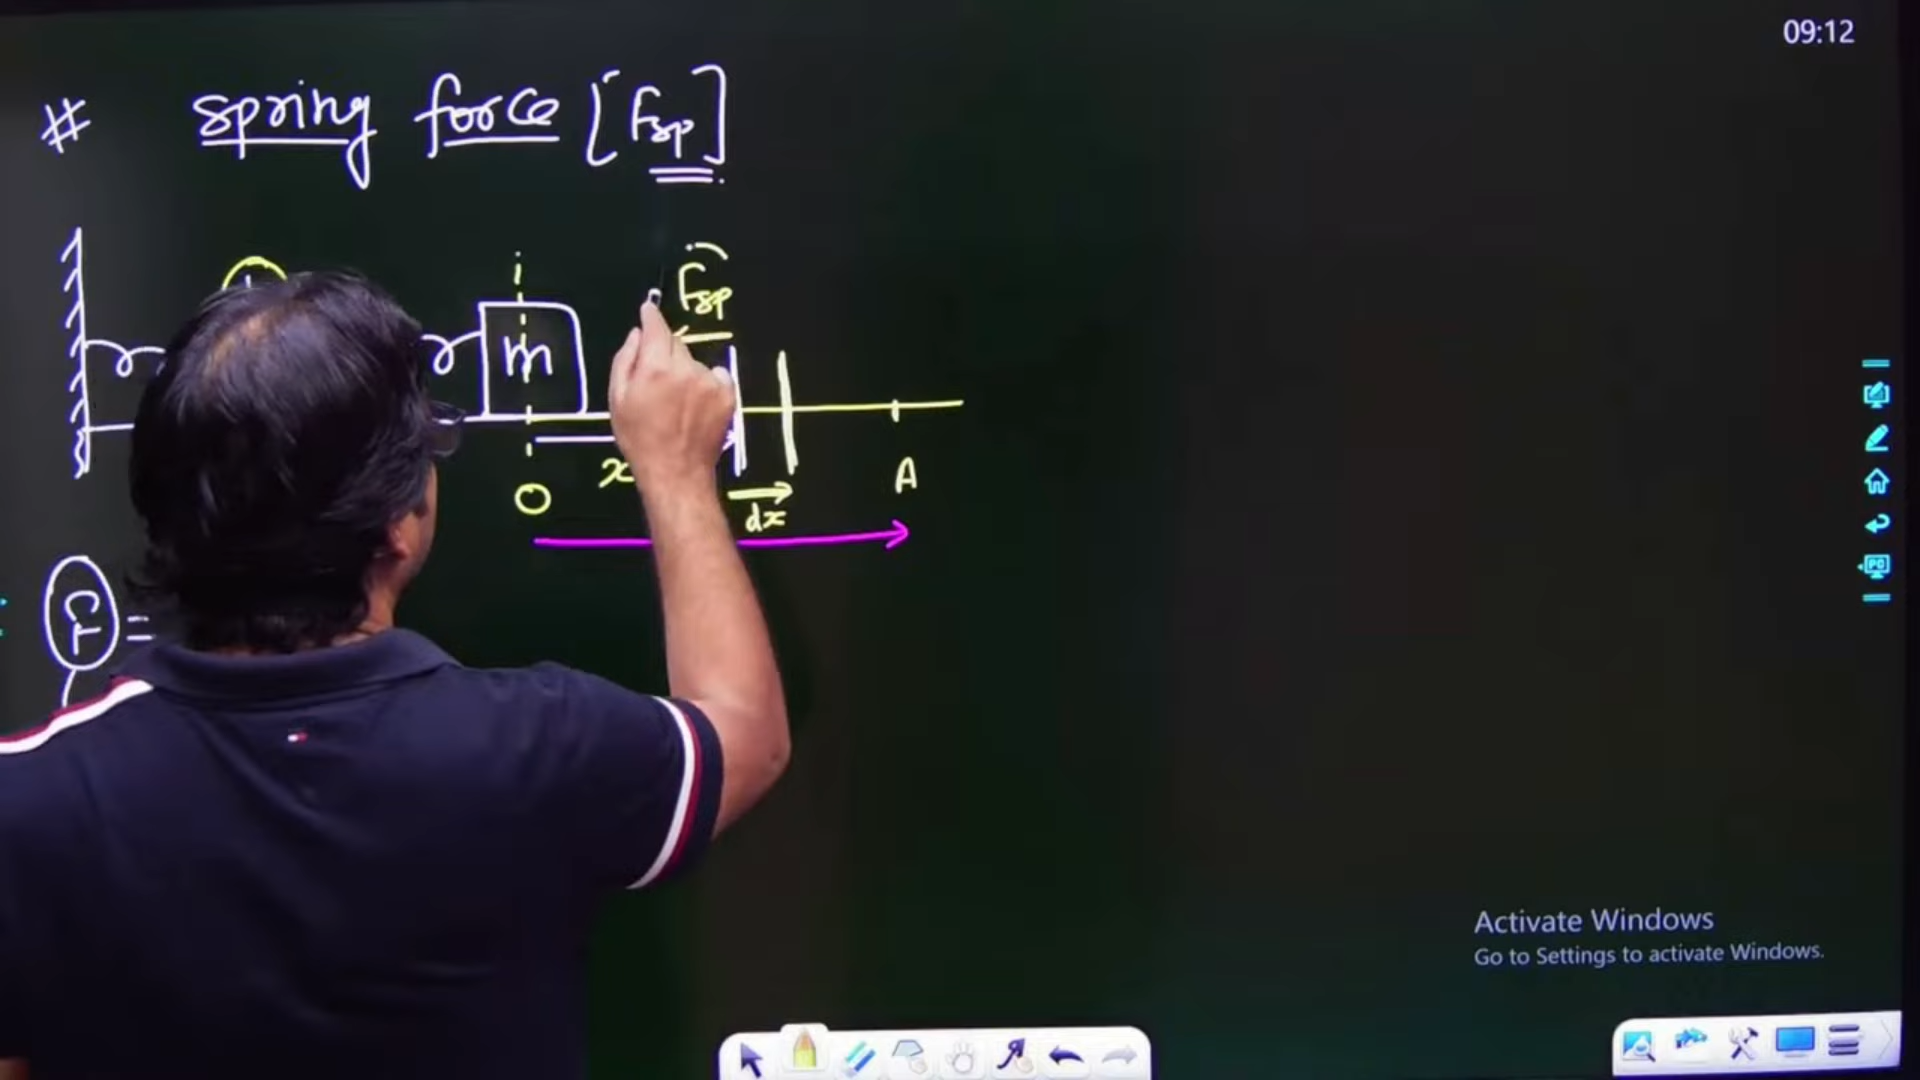 09:12
# spring force [Fsp]
Fsp
m
x
O
A
dx
=
Activate Windows
Go to Settings to activate Windows.